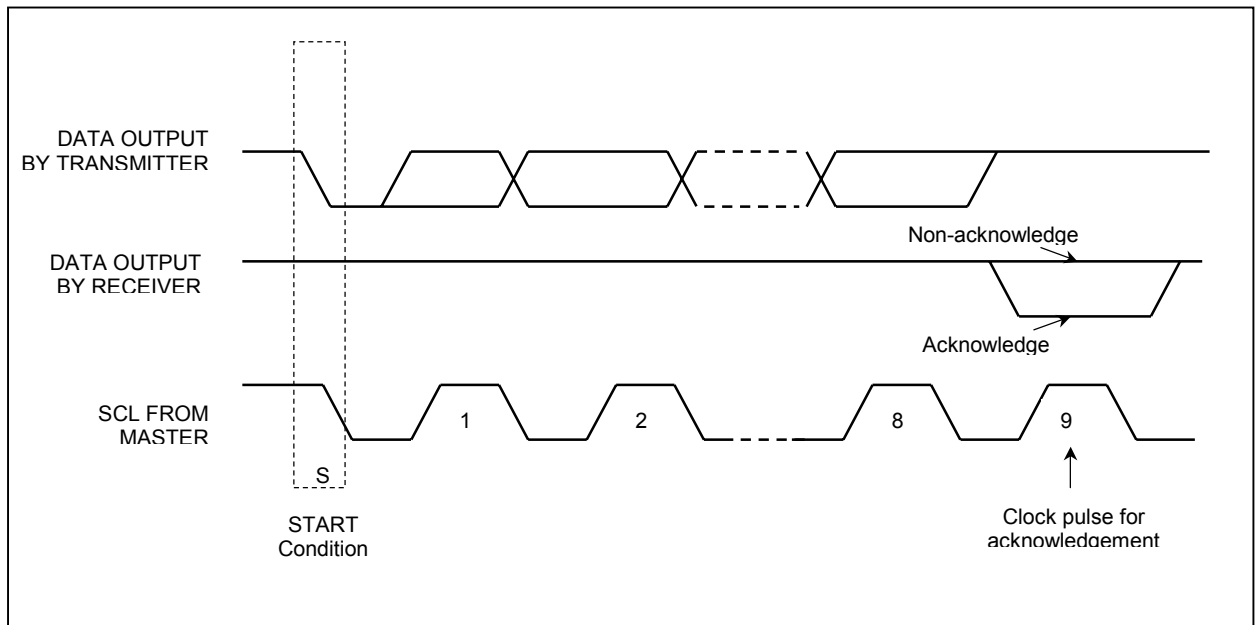 DATA OUTPUT
BY TRANSMITTER
Non-acknowledge
DATA OUTPUT
BY RECEIVER
Acknowledge
SCL FROM
MASTER
1
2
8
9
S
START
Condition
Clock pulse for
acknowledgement